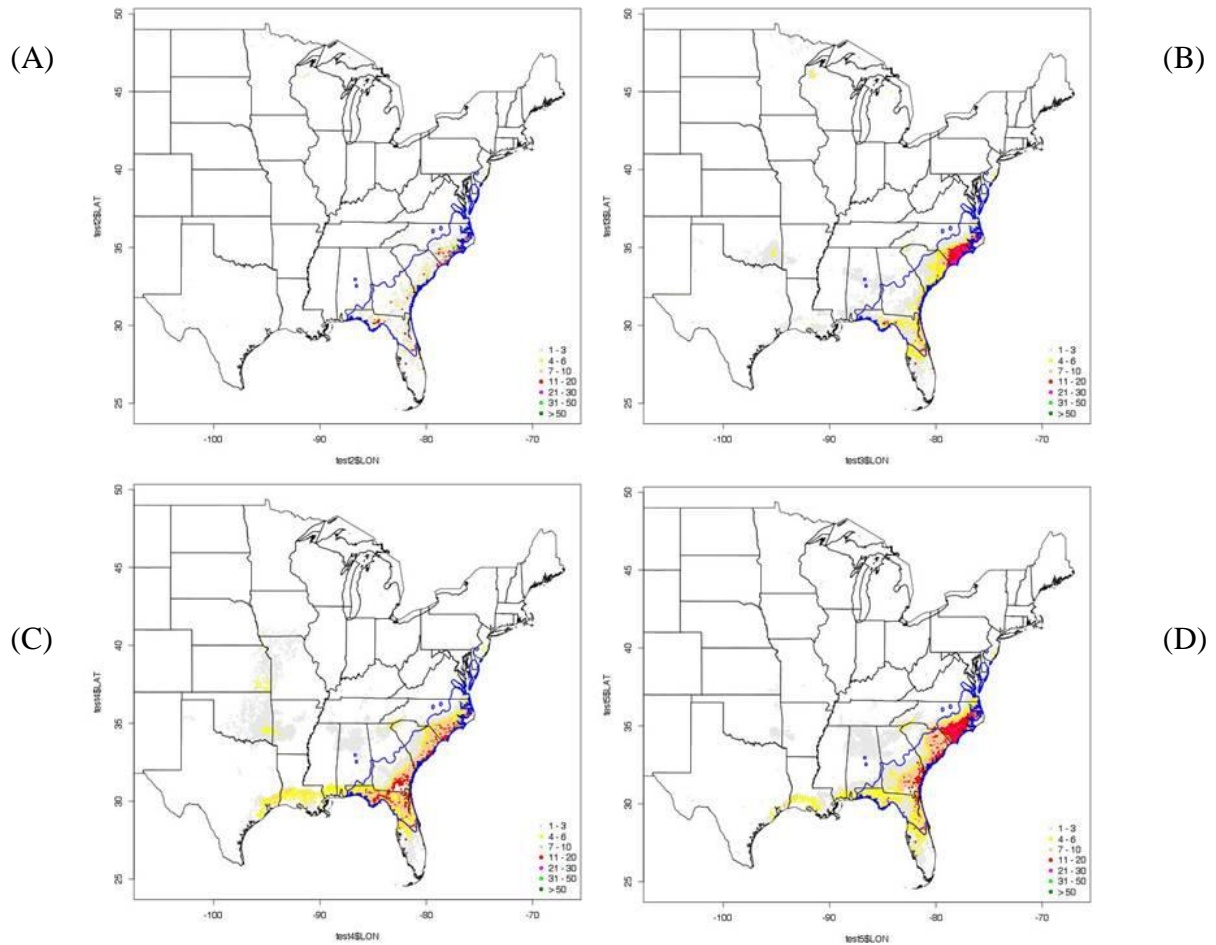 (A)
50
45
40
35
30
25
test2$LAT
-100
-90
-80
-70
test2$LON
1 - 3
4 - 6
7 - 10
11 - 20
21 - 30
31 - 50
> 50
(B)
50
45
40
35
30
25
test3$LAT
-100
-90
-80
-70
test3$LON
1 - 3
4 - 6
7 - 10
11 - 20
21 - 30
31 - 50
> 50
(C)
50
45
40
35
30
25
test4$LAT
-100
-90
-80
-70
test4$LON
1 - 3
4 - 6
7 - 10
11 - 20
21 - 30
31 - 50
> 50
(D)
50
45
40
35
30
25
test5$LAT
-100
-90
-80
-70
test5$LON
1 - 3
4 - 6
7 - 10
11 - 20
21 - 30
31 - 50
> 50